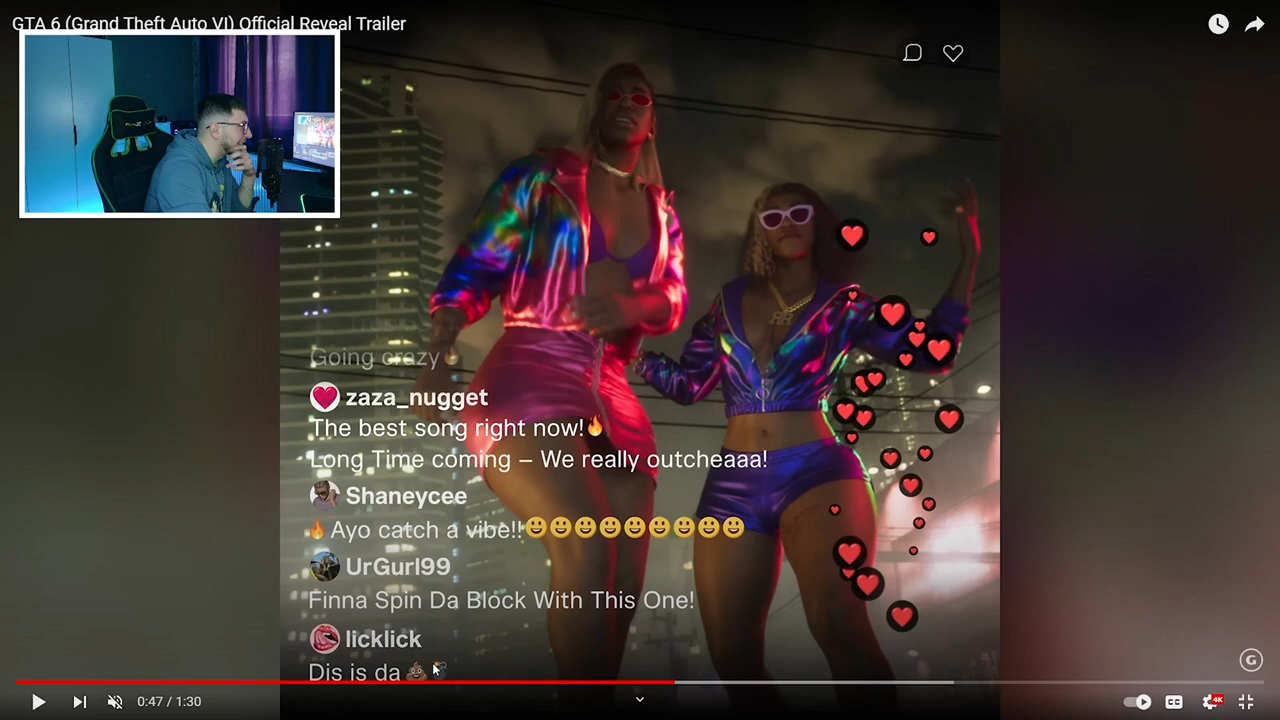 GTA 6 (Grand Theft Auto VI) Official Reveal Trailer
Going crazy
zaza_nugget
The best song right now!🔥
Long Time coming – We really outcheaaa!
Shaneycee
🔥Ayo catch a vibe!!😀😀😀😀😀😀😀😀😀
UrGurl99
Finna Spin Da Block With This One!
licklick
Dis is da 💩💣
G
0:47 / 1:30
CC
4K